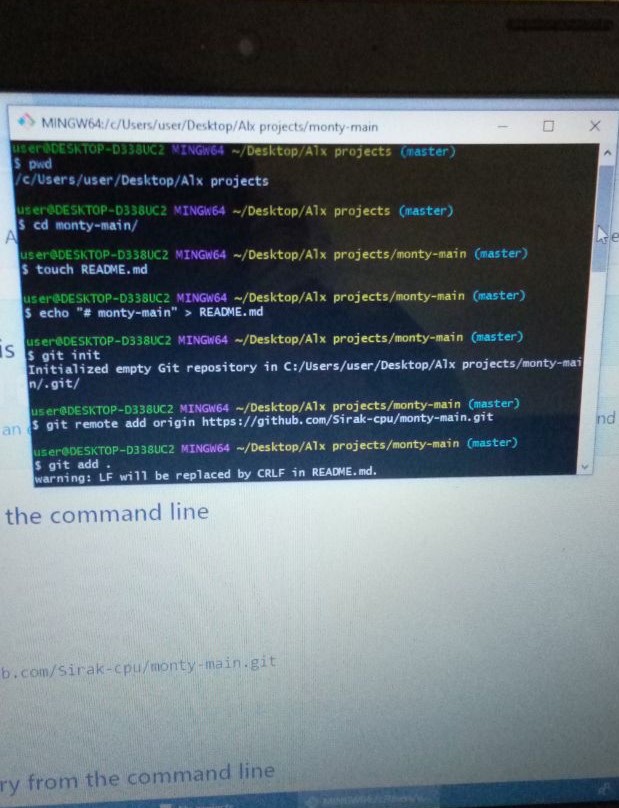 MINGW64:/c/Users/user/Desktop/Alx projects/monty-main
user@DESKTOP-D338UC2 MINGW64 ~/Desktop/Alx projects (master)
$ pwd
/c/Users/user/Desktop/Alx projects
user@DESKTOP-D338UC2 MINGW64 ~/Desktop/Alx projects (master)
$ cd monty-main/
user@DESKTOP-D338UC2 MINGW64 ~/Desktop/Alx projects/monty-main (master)
$ touch README.md
user@DESKTOP-D338UC2 MINGW64 ~/Desktop/Alx projects/monty-main (master)
$ echo "# monty-main" > README.md
user@DESKTOP-D338UC2 MINGW64 ~/Desktop/Alx projects/monty-main (master)
$ git init
Initialized empty Git repository in C:/Users/user/Desktop/Alx projects/monty-mai
n/.git/
user@DESKTOP-D338UC2 MINGW64 ~/Desktop/Alx projects/monty-main (master)
$ git remote add origin https://github.com/Sirak-cpu/monty-main.git
user@DESKTOP-D338UC2 MINGW64 ~/Desktop/Alx projects/monty-main (master)
$ git add .
warning: LF will be replaced by CRLF in README.md.
A
is
an
nd
the command line
b.com/Sirak-cpu/monty-main.git
ry from the command line